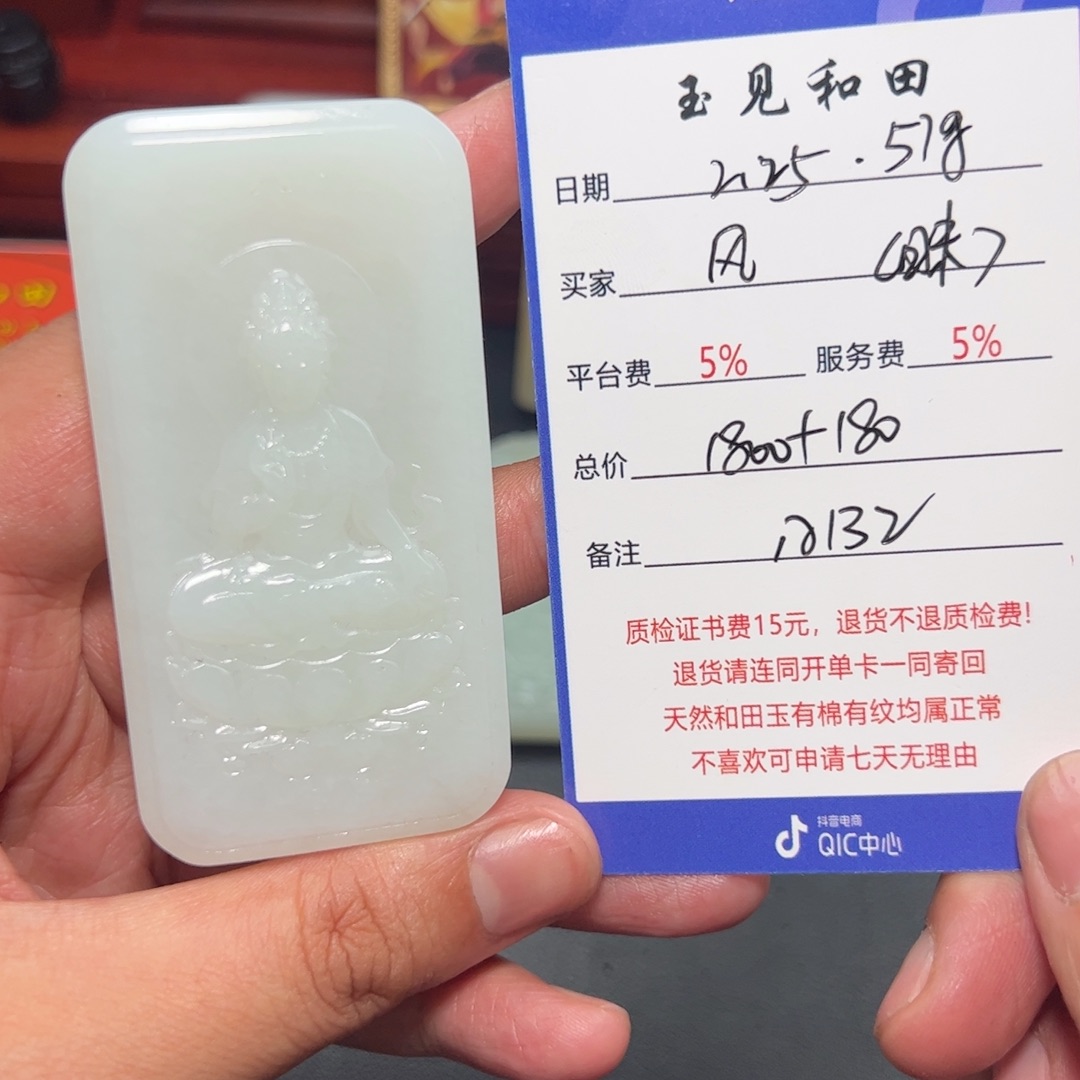 玉见和田
日期 2.25 . 57g
买家 风
平台费 5% 服务费 5%
总价 1800+180
备注
质检证书费15元，退货不退质检费!
退货请连同开单卡一同寄回
天然和田玉有棉有纹均属正常
不喜欢可申请七天无理由
抖音电商
QIC中心